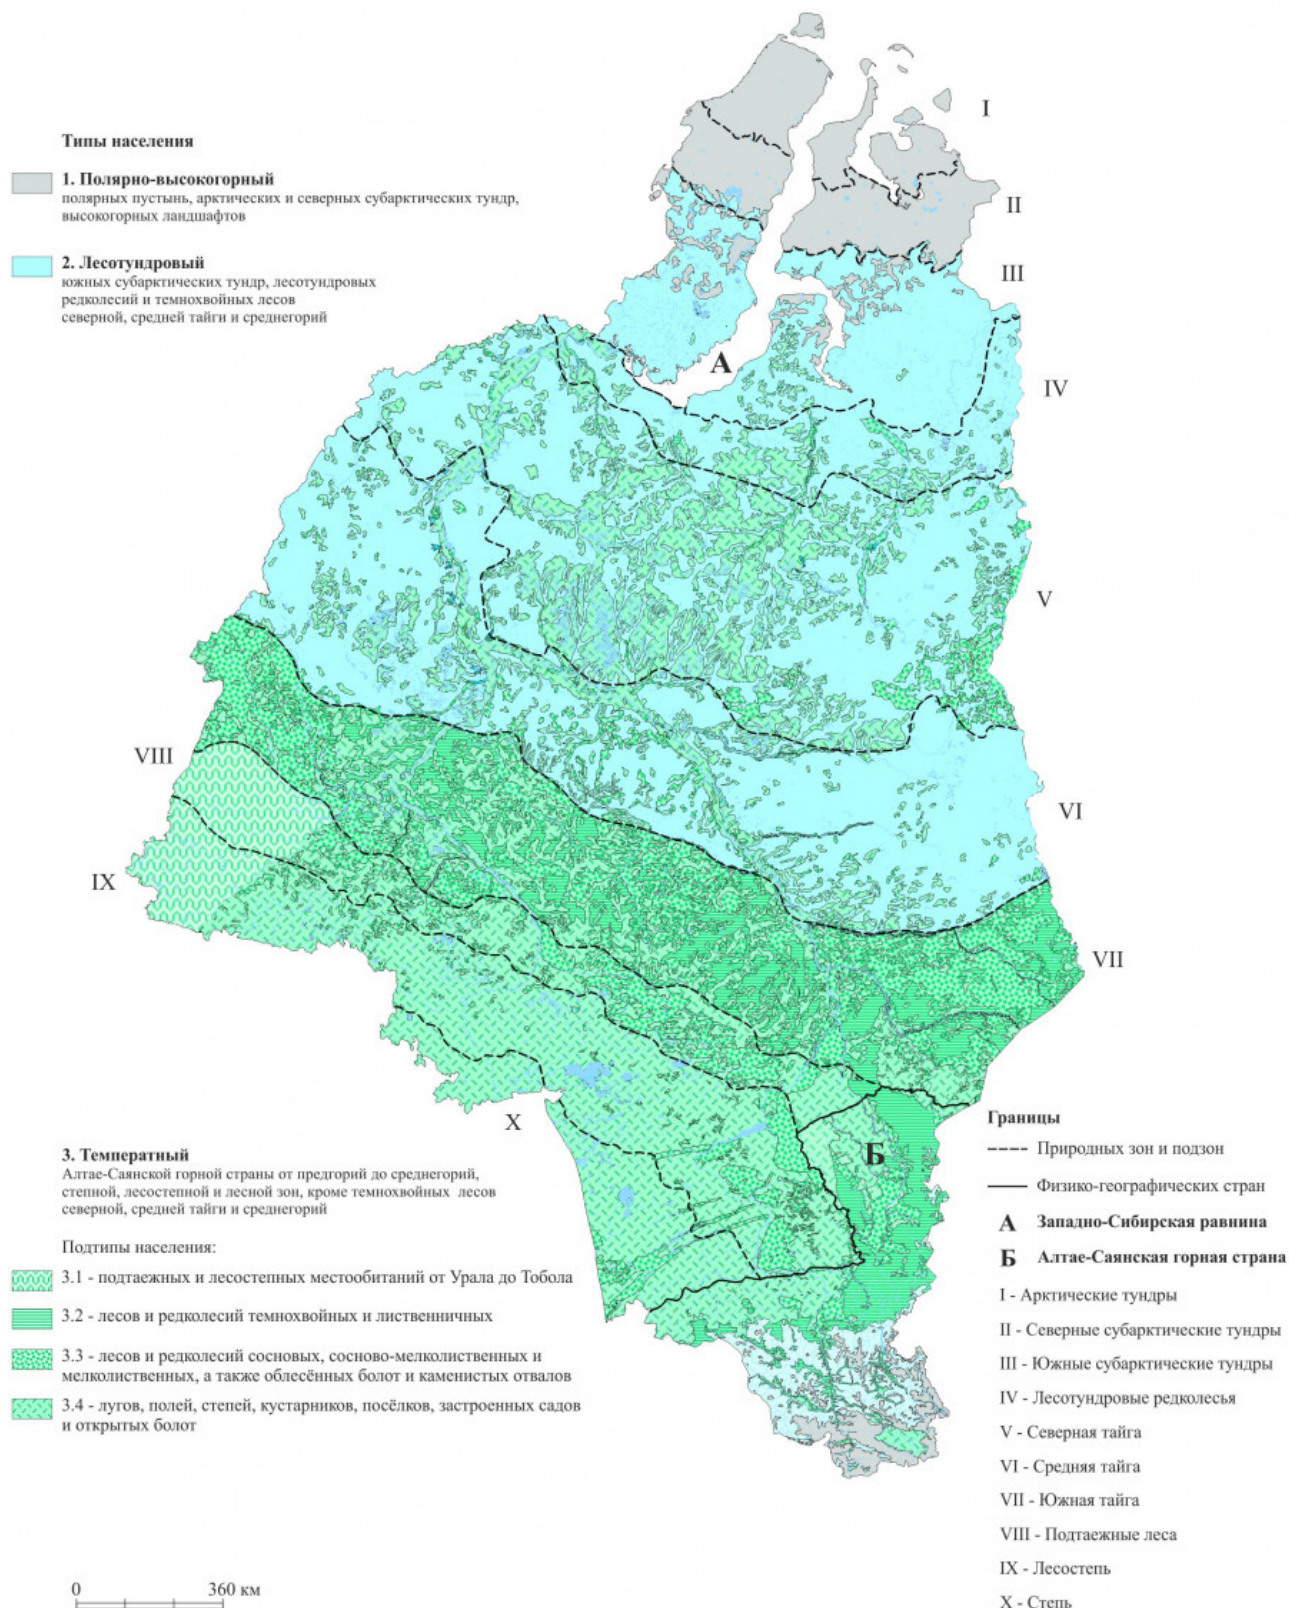 I
Типы населения
1. Полярно-высокогорный
полярных пустынь, арктических и северных субарктических тундр,
высокогорных ландшафтов
II
2. Лесотундровый
южных субарктических тундр, лесотундровых
редколесий и темнохвойных лесов
северной, средней тайги и среднегорий
III
А
IV
V
VIII
VI
IX
VII
X
Б
3. Температный
Алтае-Саянской горной страны от предгорий до среднегорий,
степной, лесостепной и лесной зон, кроме темнохвойных лесов
северной, средней тайги и среднегорий
Подтипы населения:
3.1 - подтаежных и лесостепных местообитаний от Урала до Тобола
3.2 - лесов и редколесий темнохвойных и лиственничных
3.3 - лесов и редколесий сосновых, сосново-мелколиственных и
мелколиственных, а также облесённых болот и каменистых отвалов
3.4 - лугов, полей, степей, кустарников, посёлков, застроенных садов
и открытых болот
Границы
Природных зон и подзон
Физико-географических стран
А Западно-Сибирская равнина
Б Алтае-Саянская горная страна
I - Арктические тундры
II - Северные субарктические тундры
III - Южные субарктические тундры
IV - Лесотундровые редколесья
V - Северная тайга
VI - Средняя тайга
VII - Южная тайга
VIII - Подтаежные леса
IX - Лесостепь
X - Степь
0 360 км